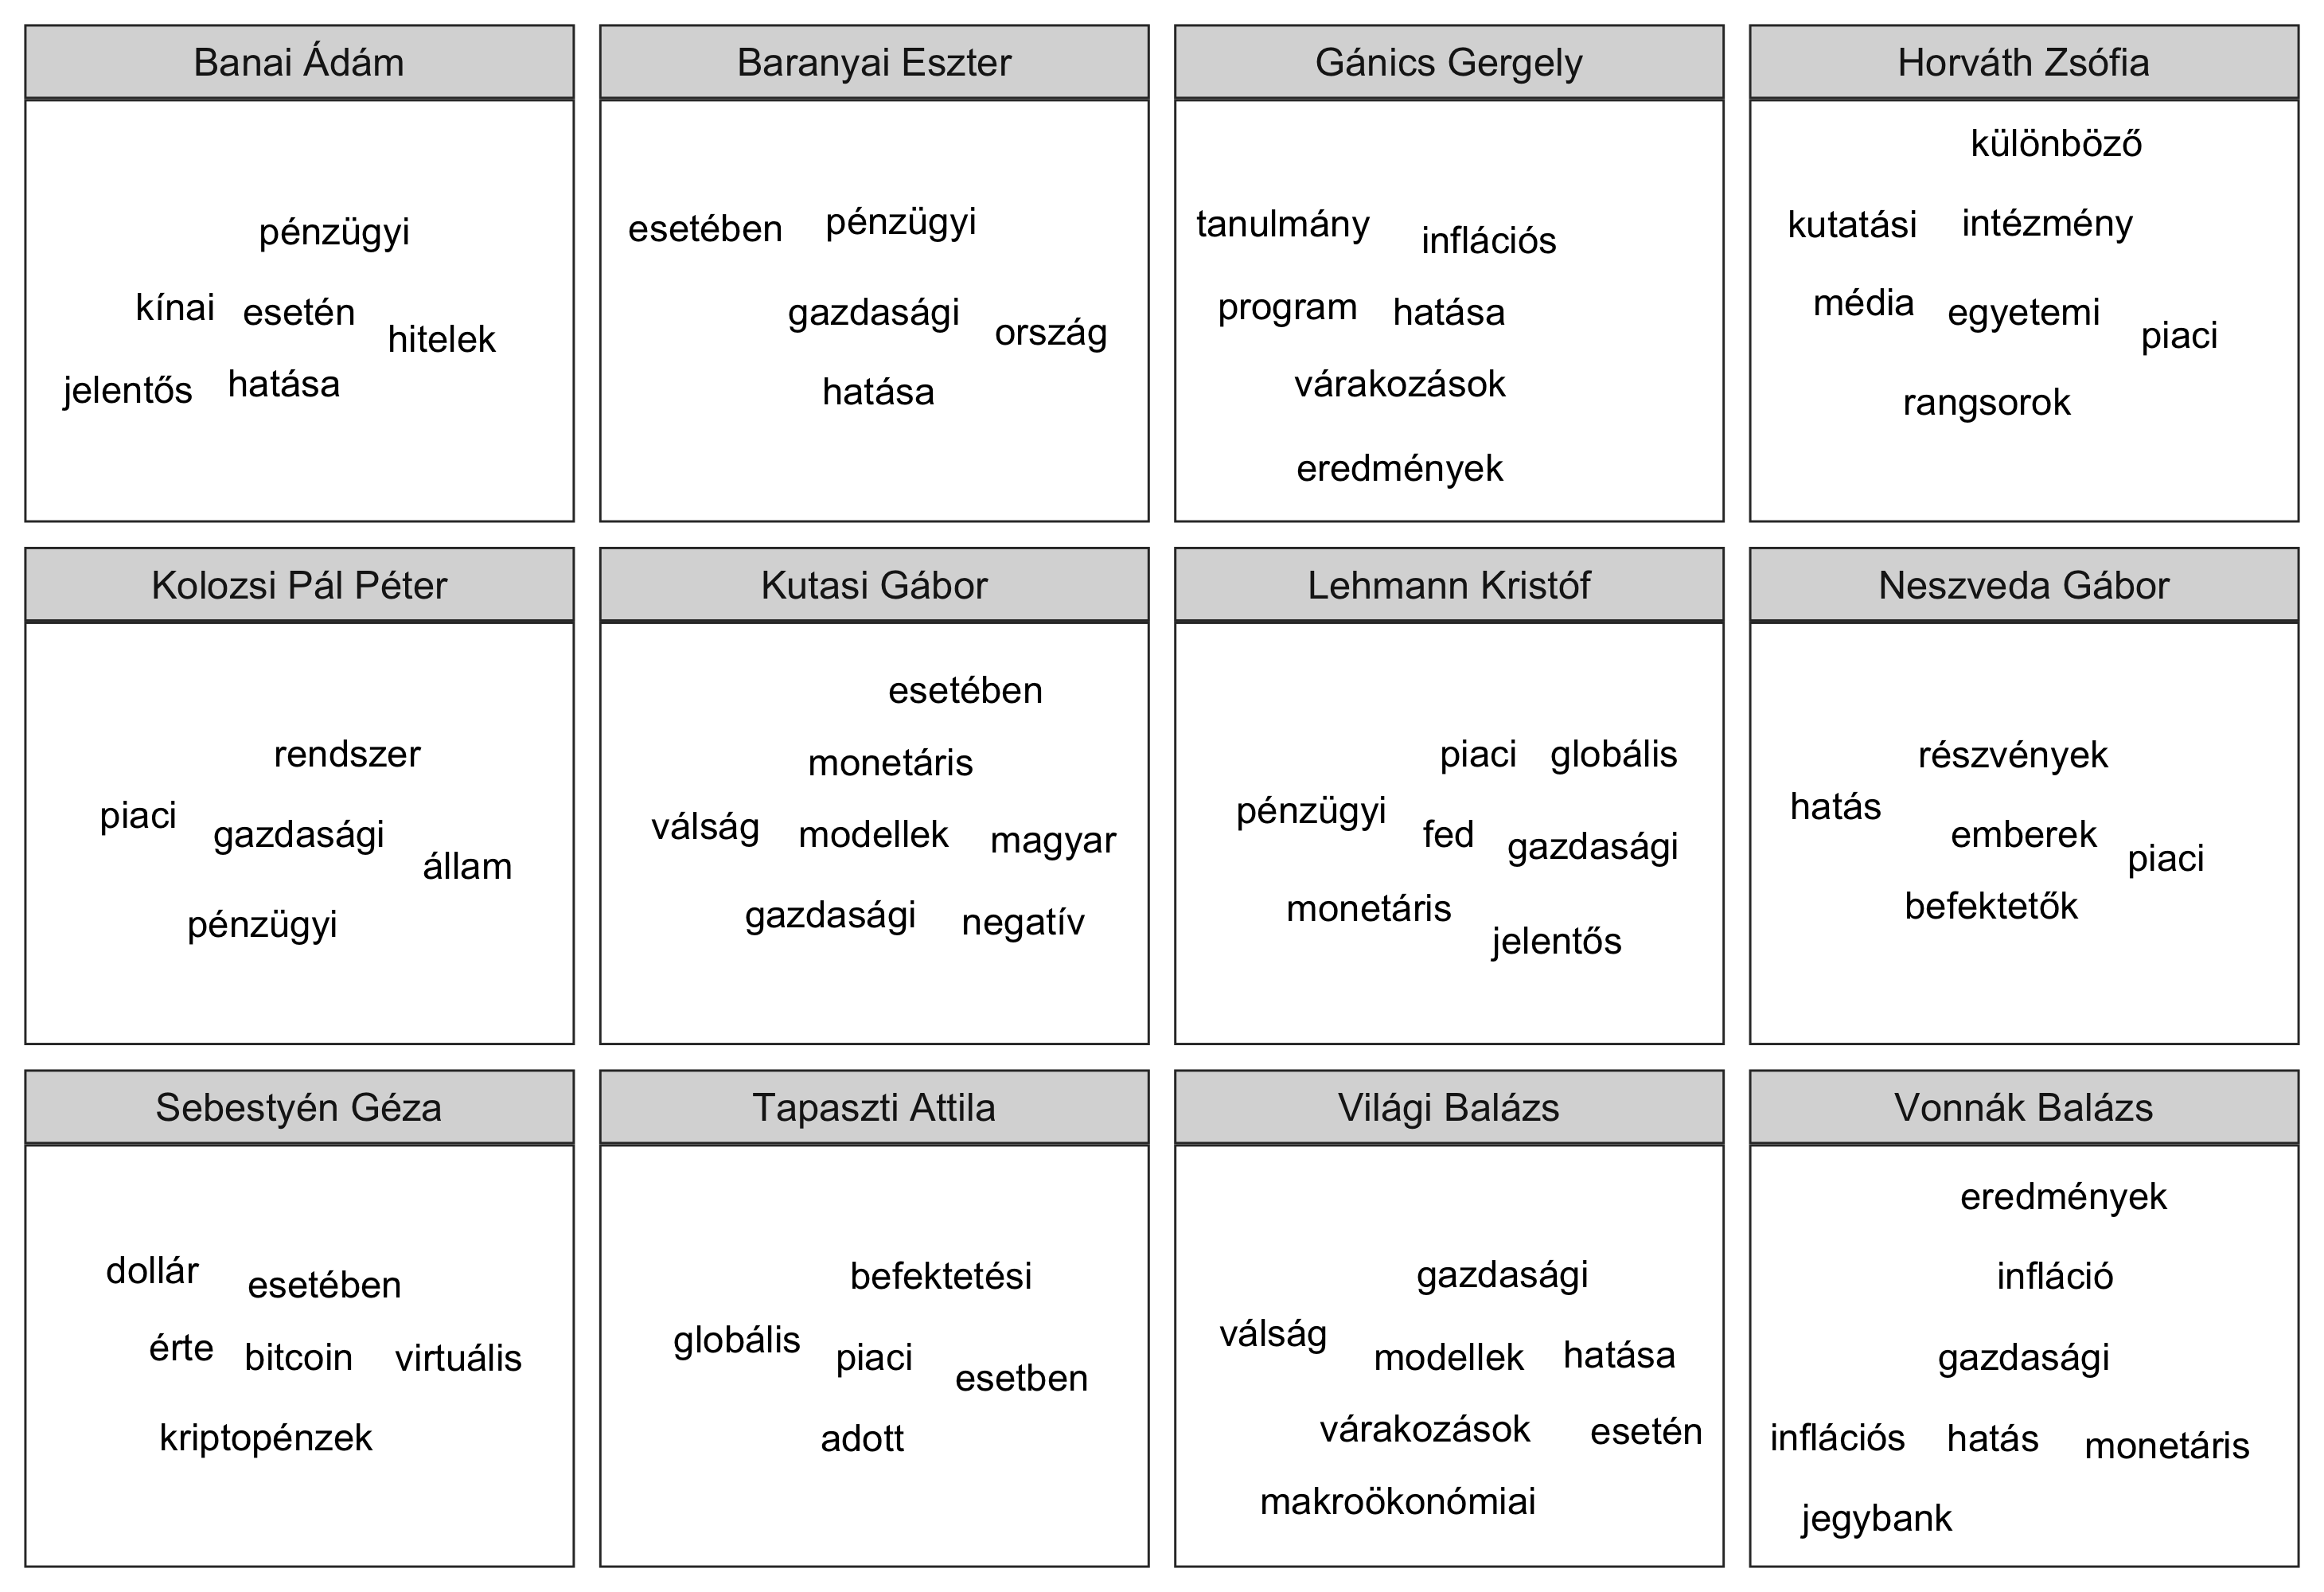 Banai Ádám
pénzügyi
kínai esetén
hitelek
jelentős hatása
Baranyai Eszter
esetében pénzügyi
gazdasági
ország
hatása
Gánics Gergely
tanulmány
inflációs
program hatása
várakozások
eredmények
Horváth Zsófia
különböző
kutatási intézmény
média egyetemi
piaci
rangsorok
Kolozsi Pál Péter
rendszer
piaci gazdasági
állam
pénzügyi
Kutasi Gábor
esetében
monetáris
válság modellek magyar
gazdasági negatív
Lehmann Kristóf
piaci globális
pénzügyi
fed gazdasági
monetáris
jelentős
Neszveda Gábor
részvények
hatás
emberek
piaci
befektetők
Sebestyén Géza
dollár esetében
érte bitcoin virtuális
kriptopénzek
Tapaszti Attila
befektetési
globális piaci
esetben
adott
Világi Balázs
gazdasági
válság
modellek hatása
várakozások esetén
makroökonómiai
Vonnák Balázs
eredmények
infláció
gazdasági
inflációs hatás monetáris
jegybank